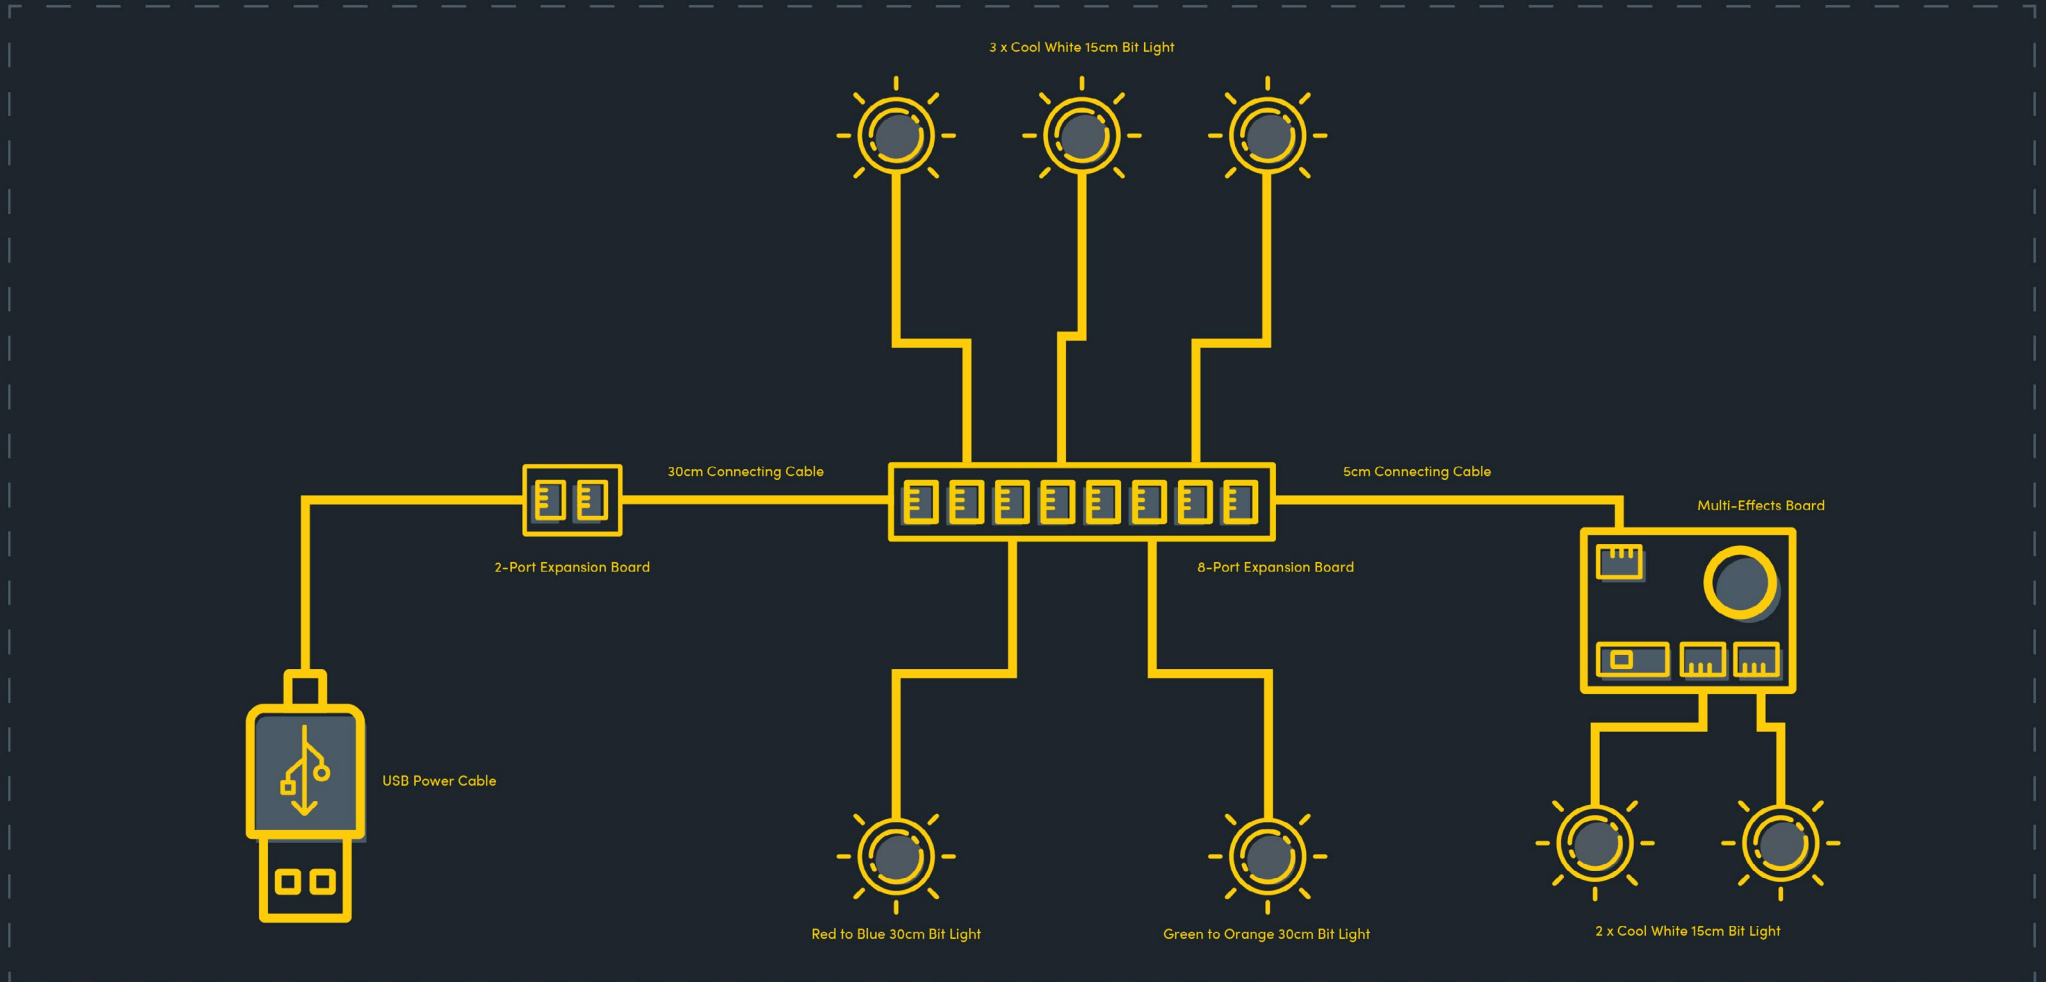 3 x Cool White 15cm Bit Light
30cm Connecting Cable
5cm Connecting Cable
Multi-Effects Board
2-Port Expansion Board
8-Port Expansion Board
USB Power Cable
Red to Blue 30cm Bit Light
Green to Orange 30cm Bit Light
2 x Cool White 15cm Bit Light